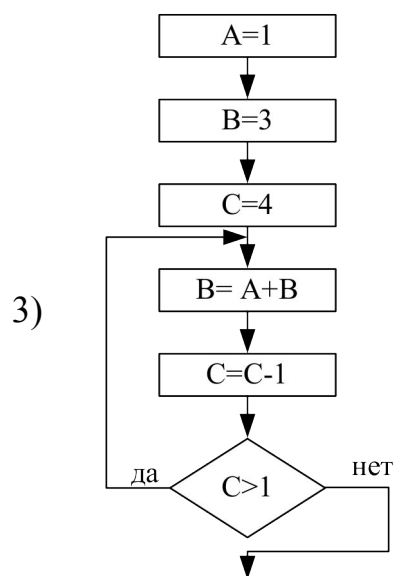 A=1
B=3
C=4
3)
B= A+B
C=C-1
да
C>1
нет